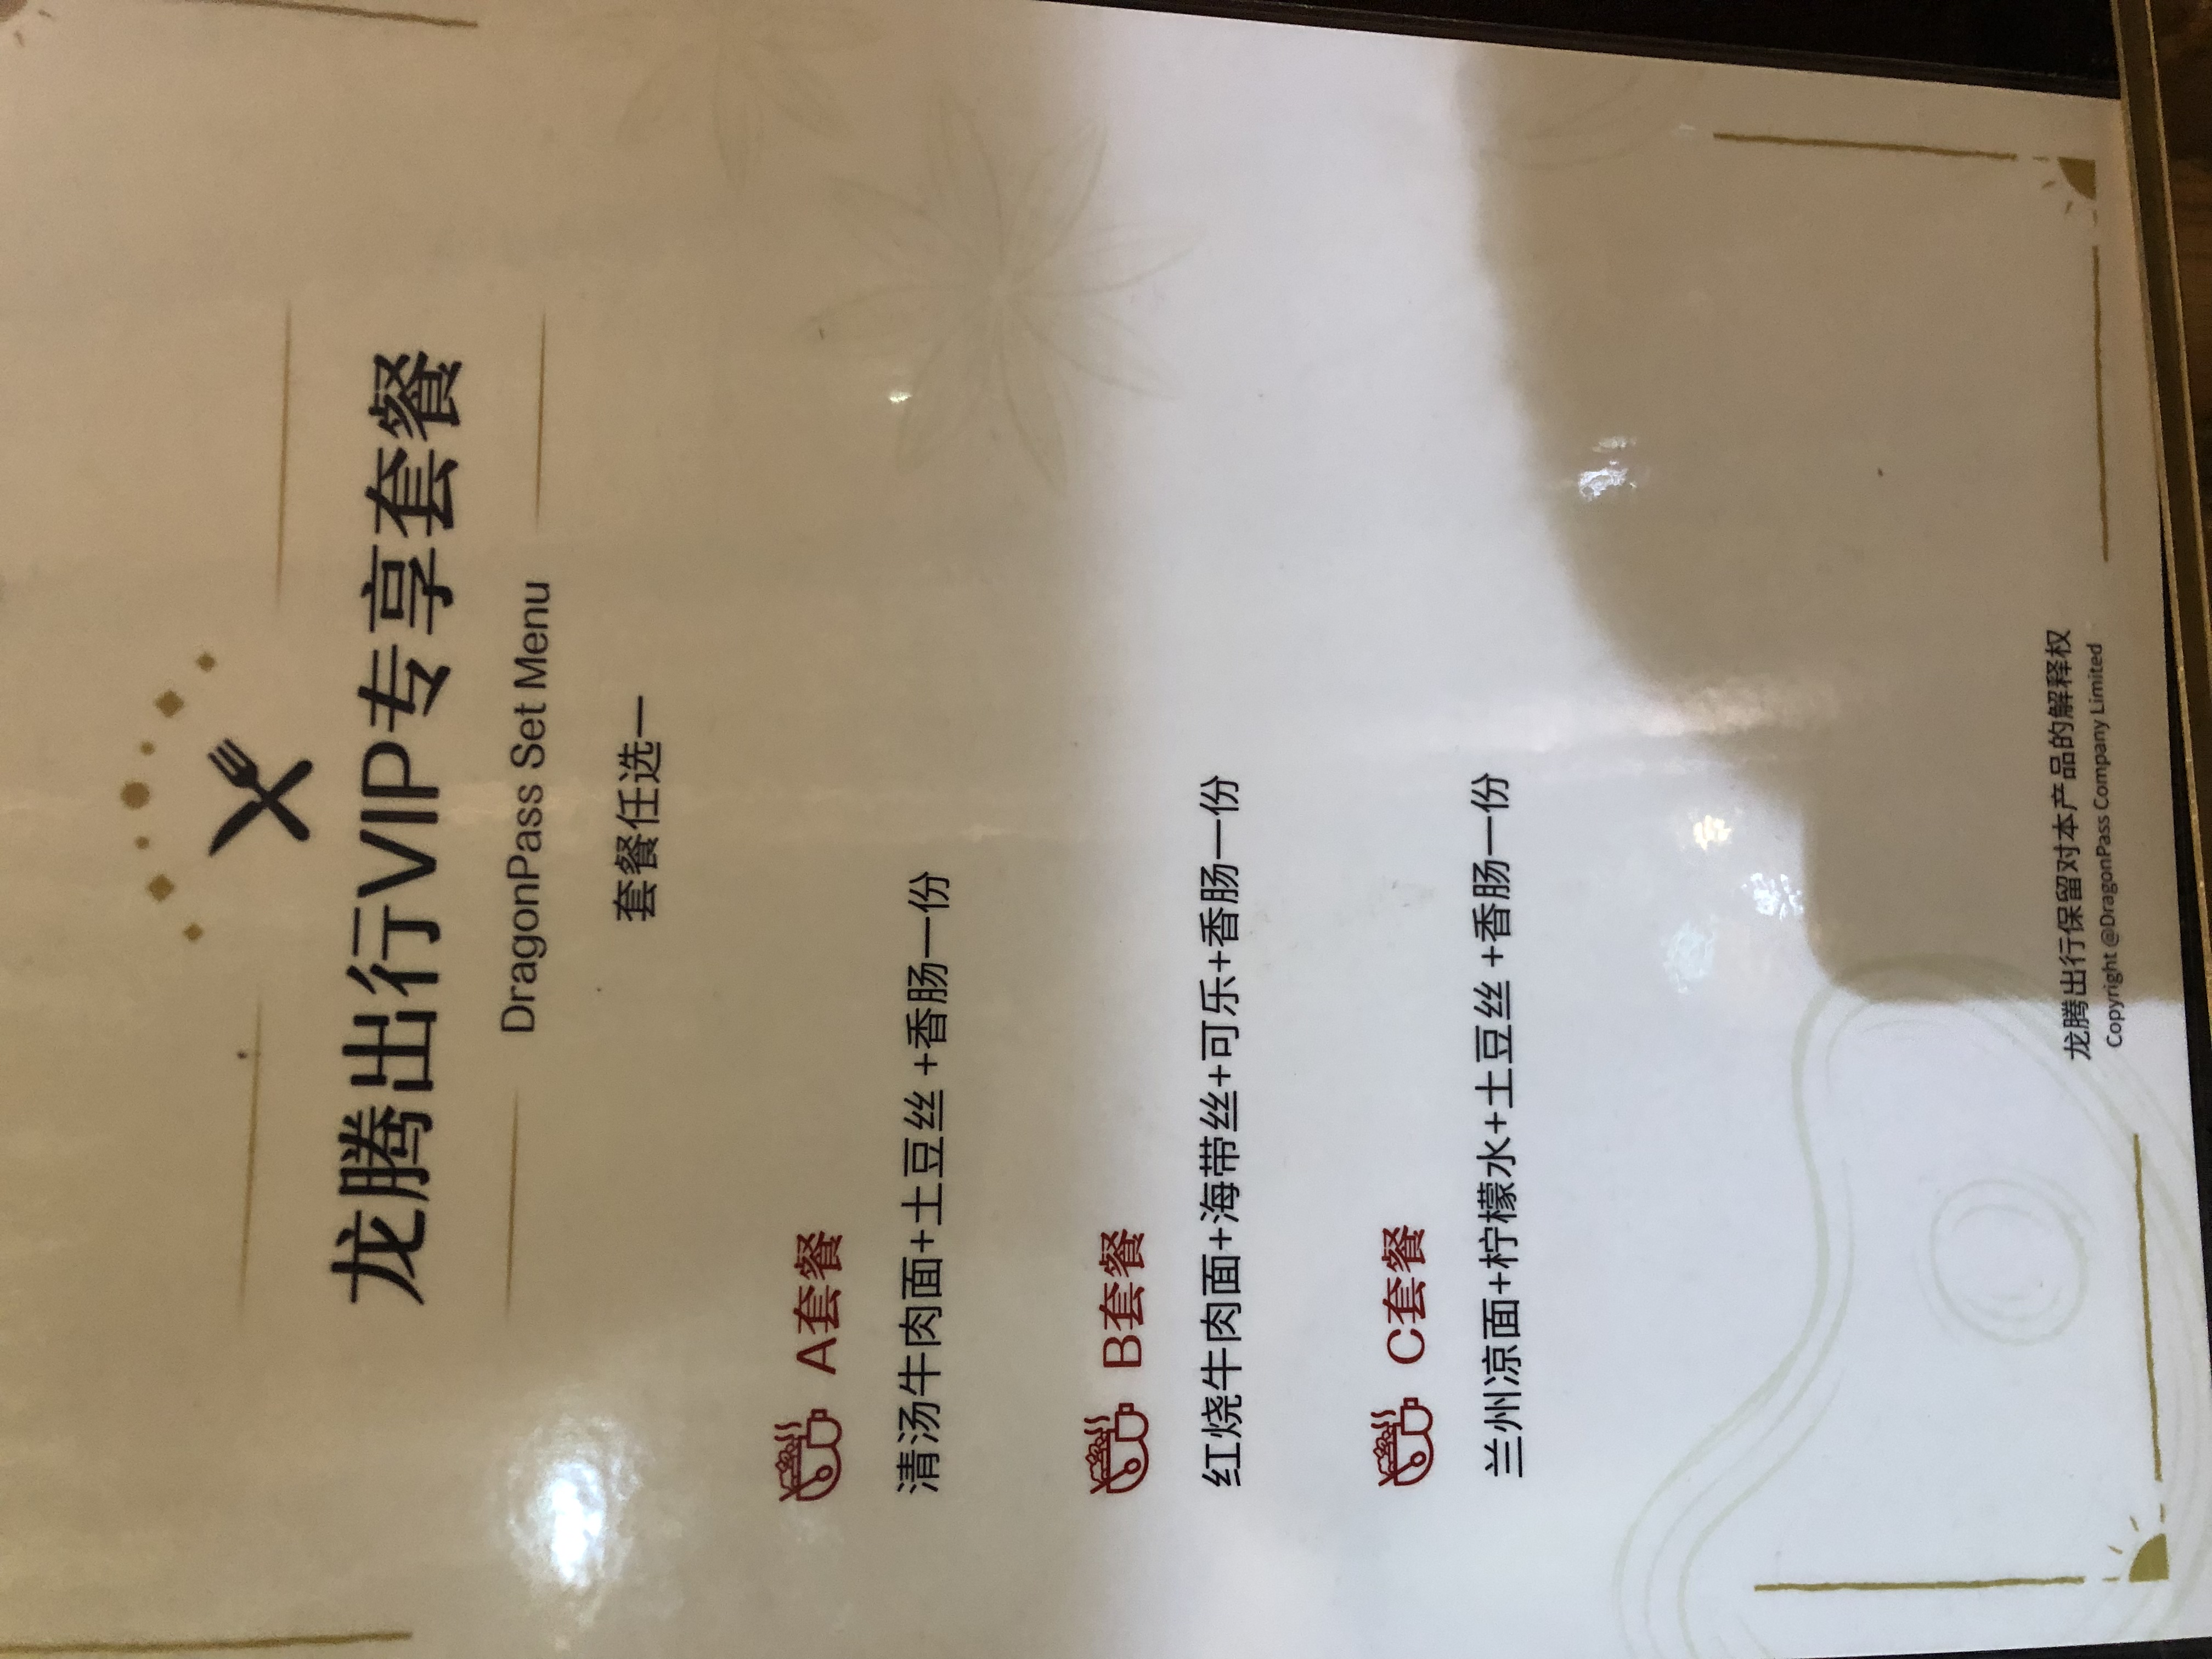 龙腾出行VIP专享套餐
DragonPass Set Menu
套餐任选一
A套餐
清汤牛肉面+土豆丝 +香肠一份
B套餐
红烧牛肉面+海带丝+可乐+香肠一份
C套餐
兰州凉面+柠檬水+土豆丝 +香肠一份
龙腾出行保留对本产品的解释权
Copyright @DragonPass Company Limited